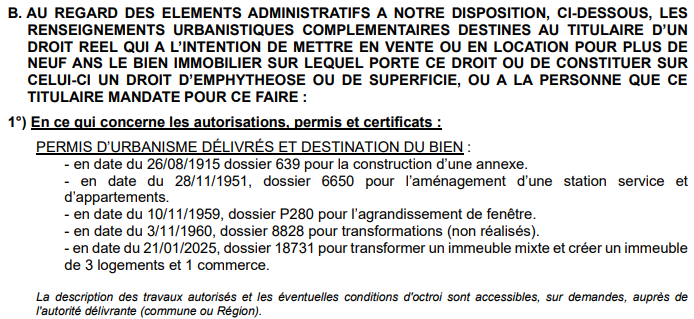 B. AU REGARD DES ELEMENTS ADMINISTRATIFS A NOTRE DISPOSITION, CI-DESSOUS, LES
RENSEIGNEMENTS URBANISTIQUES COMPLEMENTAIRES DESTINES AU TITULAIRE D’UN
DROIT REEL QUI A L’INTENTION DE METTRE EN VENTE OU EN LOCATION POUR PLUS DE
NEUF ANS LE BIEN IMMOBILIER SUR LEQUEL PORTE CE DROIT OU DE CONSTITUER SUR
CELUI-CI UN DROIT D’EMPHYTHEOSE OU DE SUPERFICIE, OU A LA PERSONNE QUE CE
TITULAIRE MANDATE POUR CE FAIRE :
1°) En ce qui concerne les autorisations, permis et certificats :
PERMIS D’URBANISME DÉLIVRÉS ET DESTINATION DU BIEN :
- en date du 26/08/1915 dossier 639 pour la construction d’une annexe.
- en date du 28/11/1951, dossier 6650 pour l’aménagement d’une station service et
d’appartements.
- en date du 10/11/1959, dossier P280 pour l’agrandissement de fenêtre.
- en date du 3/11/1960, dossier 8828 pour transformations (non réalisés).
- en date du 21/01/2025, dossier 18731 pour transformer un immeuble mixte et créer un immeuble
de 3 logements et 1 commerce.
La description des travaux autorisés et les éventuelles conditions d'octroi sont accessibles, sur demandes, auprès de
l'autorité délivrante (commune ou Région).